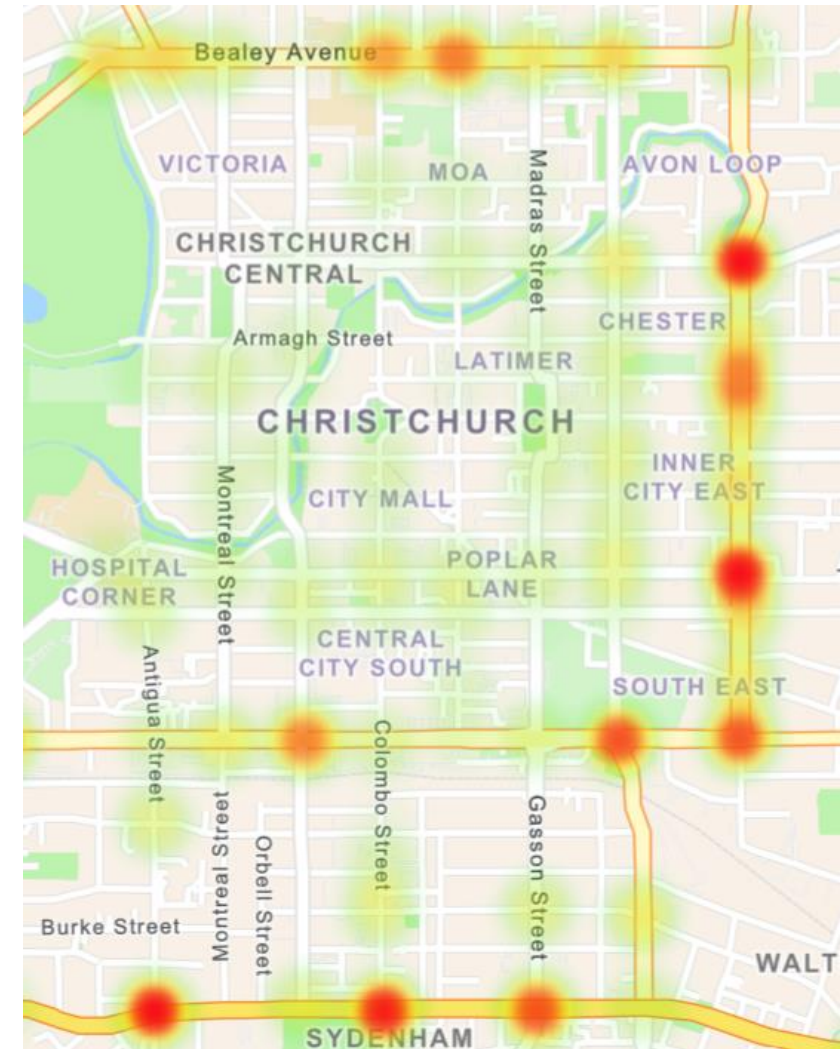 Bealey Avenue
VICTORIA
MOA
Madras Street
AVON LOOP
CHRISTCHURCH
CENTRAL
Armagh Street
CHESTER
LATIMER
CHRISTCHURCH
INNER
CITY EAST
Montreal Street
CITY MALL
HOSPITAL
CORNER
POPLAR
LANE
CENTRAL
CITY SOUTH
Antigua Street
SOUTH EAST
Colombo Street
Montreal Street
Orbell Street
Gasson Street
Burke Street
WALT
SYDENHAM